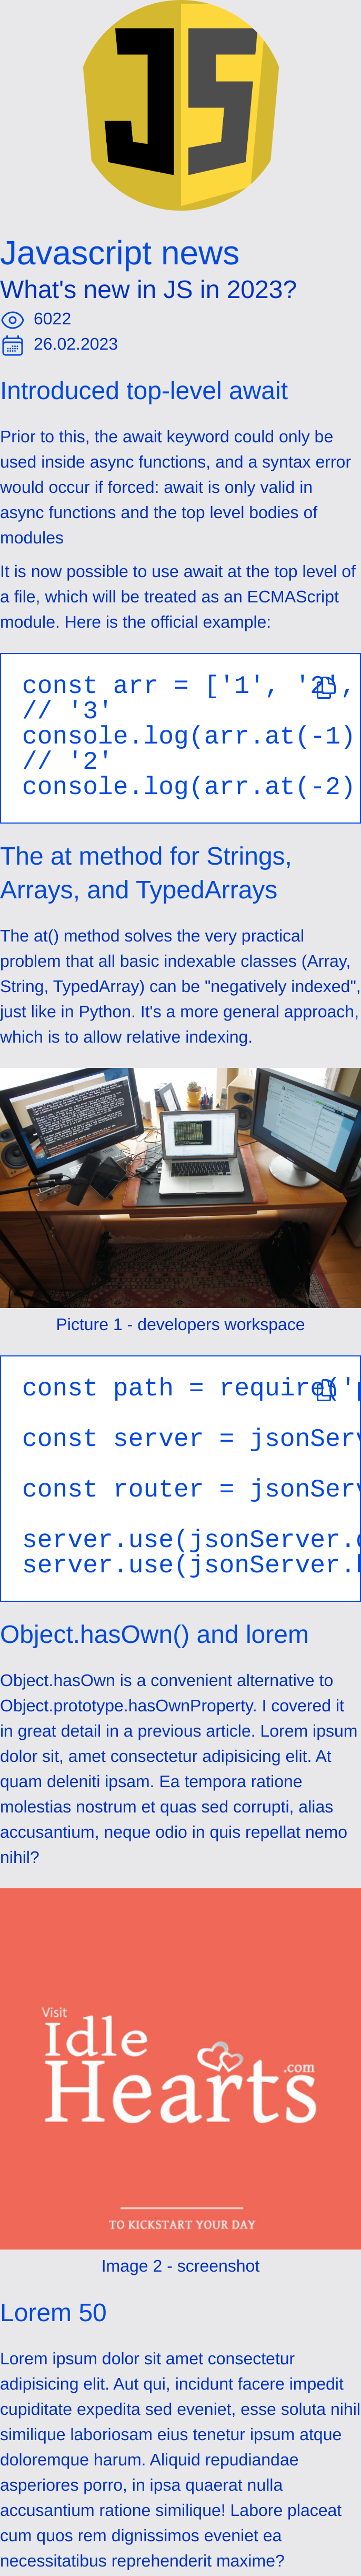 JS
Javascript news
What's new in JS in 2023?
6022
26.02.2023
Introduced top-level await
Prior to this, the await keyword could only be
used inside async functions, and a syntax error
would occur if forced: await is only valid in
async functions and the top level bodies of
modules
It is now possible to use await at the top level of
a file, which will be treated as an ECMAScript
module. Here is the official example:
const arr = ['1', '2',
// '3'
console.log(arr.at(-1)
// '2'
console.log(arr.at(-2)
The at method for Strings,
Arrays, and TypedArrays
The at() method solves the very practical
problem that all basic indexable classes (Array,
String, TypedArray) can be "negatively indexed",
just like in Python. It's a more general approach,
which is to allow relative indexing.
Picture 1 - developers workspace
const path = require('p
const server = jsonServ
const router = jsonServ
server.use(jsonServer.
server.use(jsonServer.
Object.hasOwn() and lorem
Object.hasOwn is a convenient alternative to
Object.prototype.hasOwnProperty. I covered it
in great detail in a previous article. Lorem ipsum
dolor sit, amet consectetur adipisicing elit. At
quam deleniti ipsam. Ea tempora ratione
molestias nostrum et quas sed corrupti, alias
accusantium, neque odio in quis repellat nemo
nihil?
Visit
Idle
Hearts
.com
TO KICKSTART YOUR DAY
Image 2 - screenshot
Lorem 50
Lorem ipsum dolor sit amet consectetur
adipisicing elit. Aut qui, incidunt facere impedit
cupiditate expedita sed eveniet, esse soluta nihil
similique laboriosam eius tenetur ipsum atque
doloremque harum. Aliquid repudiandae
asperiores porro, in ipsa quaerat nulla
accusantium ratione similique! Labore placeat
cum quos rem dignissimos eveniet ea
necessitatibus reprehenderit maxime?